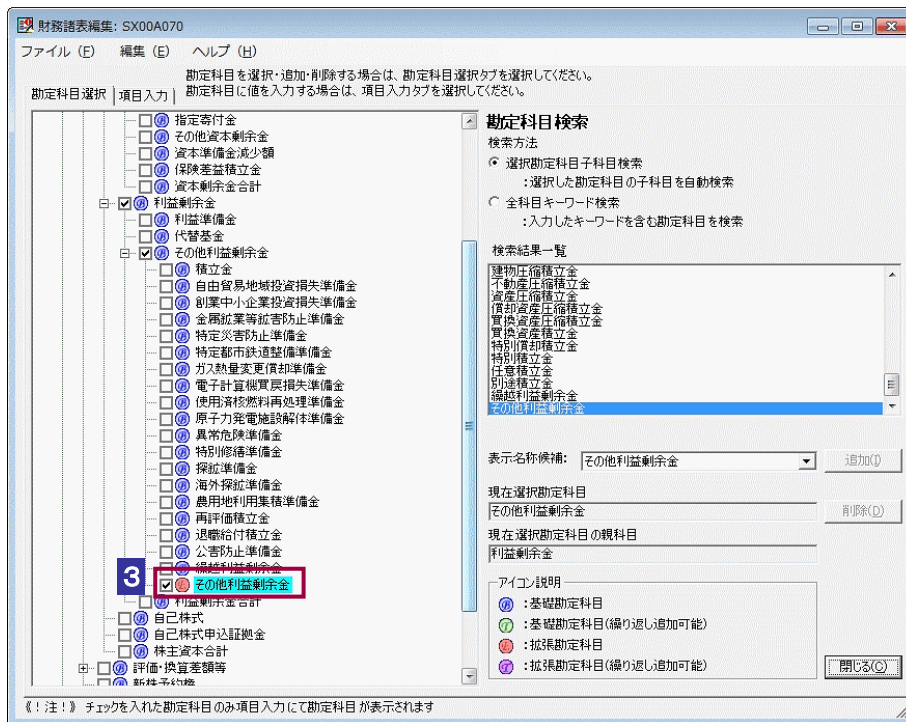 財務諸表編集: SX00A070
ファイル (F) 編集 (E) ヘルプ (H)
勘定科目を選択・追加・削除する場合は、勘定科目選択タブを選択してください。
勘定科目に値を入力する場合は、項目入力タブを選択してください。
勘定科目選択 項目入力
指定寄付金
その他資本剰余金
資本準備金減少額
保険差益積立金
資本剰余金合計
利益剰余金
利益準備金
代替基金
その他利益剰余金
積立金
自由貿易地域投資損失準備金
創業中小企業投資損失準備金
金属鉱業等鉱害防止準備金
特定災害防止準備金
特定都市鉄道整備準備金
ガス熱量変更償却準備金
電子計算機買戻損失準備金
使用済核燃料再処理準備金
原子力発電施設解体準備金
異常危険準備金
特別修繕準備金
探鉱準備金
海外探鉱準備金
農用地利用集積準備金
再評価積立金
退職給付積立金
公害防止準備金
繰越利益剰余金
3
その他利益剰余金
利益剰余金合計
自己株式
自己株式申込証拠金
株主資本合計
評価・換算差額等
新株予約権
勘定科目検索
検索方法
選択勘定科目子科目検索
:選択した勘定科目の子科目を自動検索
全科目キーワード検索
:入力したキーワードを含む勘定科目を検索
検索結果一覧
建物圧縮積立金
不動産圧縮積立金
資産圧縮積立金
償却資産圧縮積立金
買換資産圧縮積立金
買換資産積立金
特別償却積立金
特別積立金
任意積立金
別途積立金
繰越利益剰余金
その他利益剰余金
表示名称候補: その他利益剰余金 追加(I)
現在選択勘定科目
その他利益剰余金 削除(D)
現在選択勘定科目の親科目
利益剰余金
アイコン説明
B :基礎勘定科目
T :基礎勘定科目(繰り返し追加可能)
E :拡張勘定科目
T :拡張勘定科目(繰り返し追加可能)
閉じる(C)
《!注!》 チェックを入れた勘定科目のみ項目入力にて勘定科目が表示されます